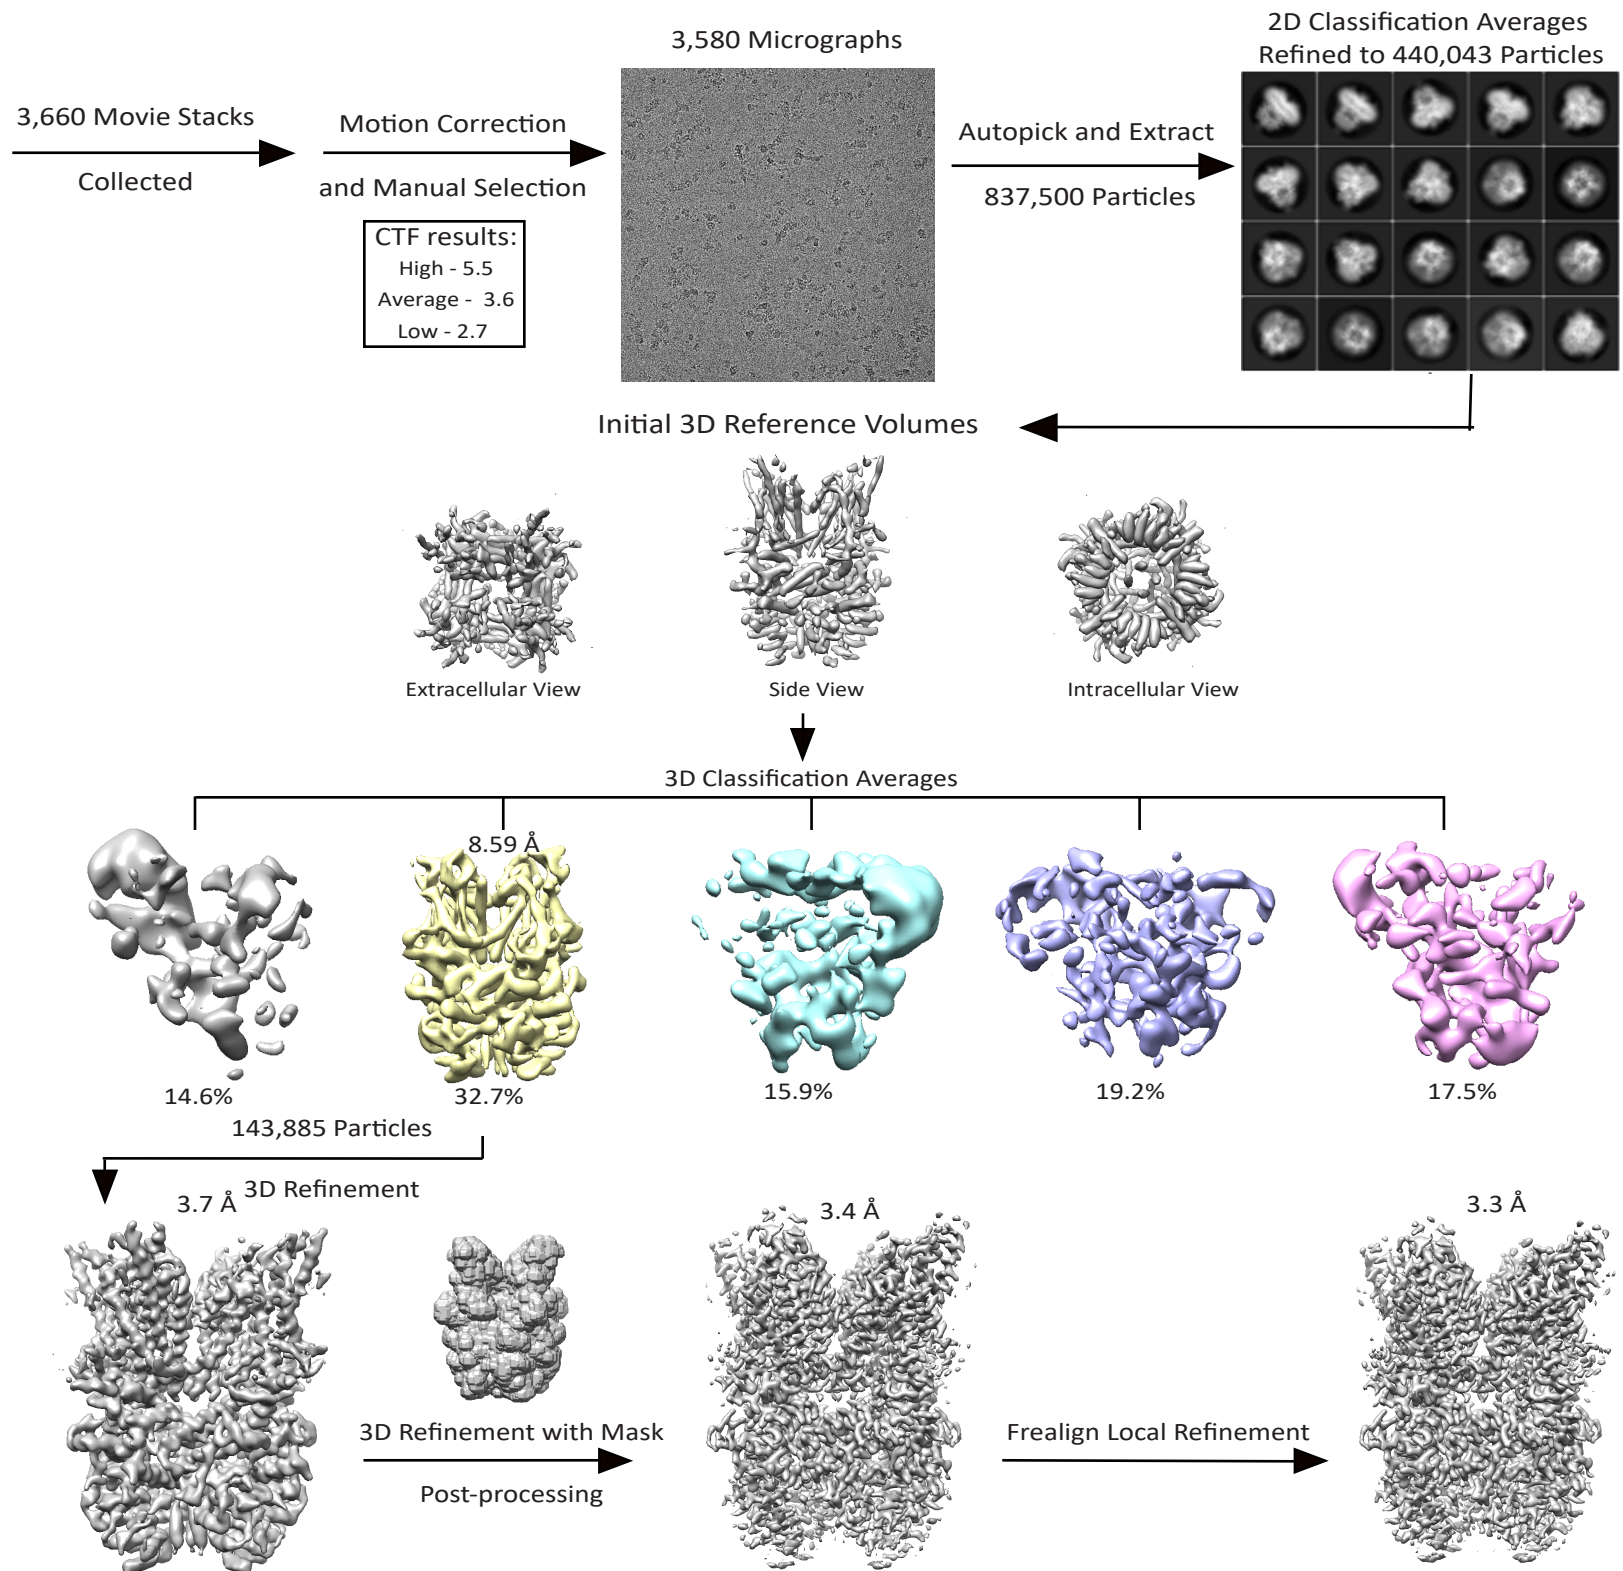 3,660 Movie Stacks
Collected
Motion Correction
and Manual Selection
CTF results:
High - 5.5
Average - 3.6
Low - 2.7
3,580 Micrographs
Autopick and Extract
837,500 Particles
2D Classification Averages
Refined to 440,043 Particles
Initial 3D Reference Volumes
Extracellular View
Side View
Intracellular View
3D Classification Averages
8.59 Å
14.6%
32.7%
15.9%
19.2%
17.5%
143,885 Particles
3D Refinement
3.7 Å
3D Refinement with Mask
Post-processing
3.4 Å
Frealign Local Refinement
3.3 Å